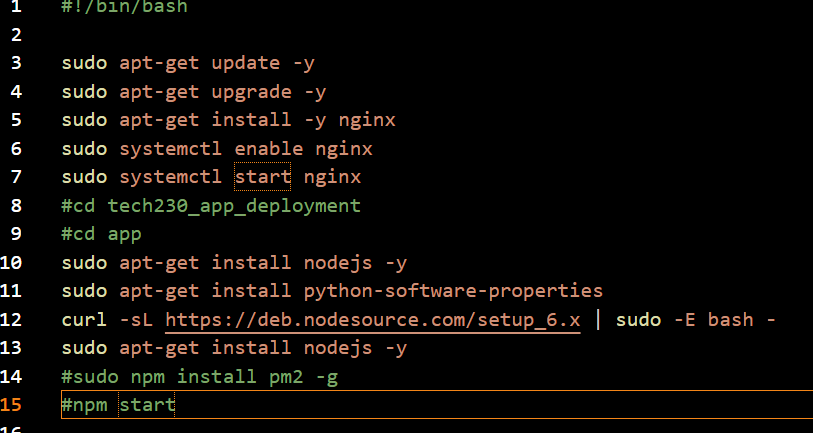 1 #!/bin/bash
2
3 sudo apt-get update -y
4 sudo apt-get upgrade -y
5 sudo apt-get install -y nginx
6 sudo systemctl enable nginx
7 sudo systemctl start nginx
8 #cd tech230_app_deployment
9 #cd app
10 sudo apt-get install nodejs -y
11 sudo apt-get install python-software-properties
12 curl -sL https://deb.nodesource.com/setup_6.x | sudo -E bash -
13 sudo apt-get install nodejs -y
14 #sudo npm install pm2 -g
15 #npm start
16